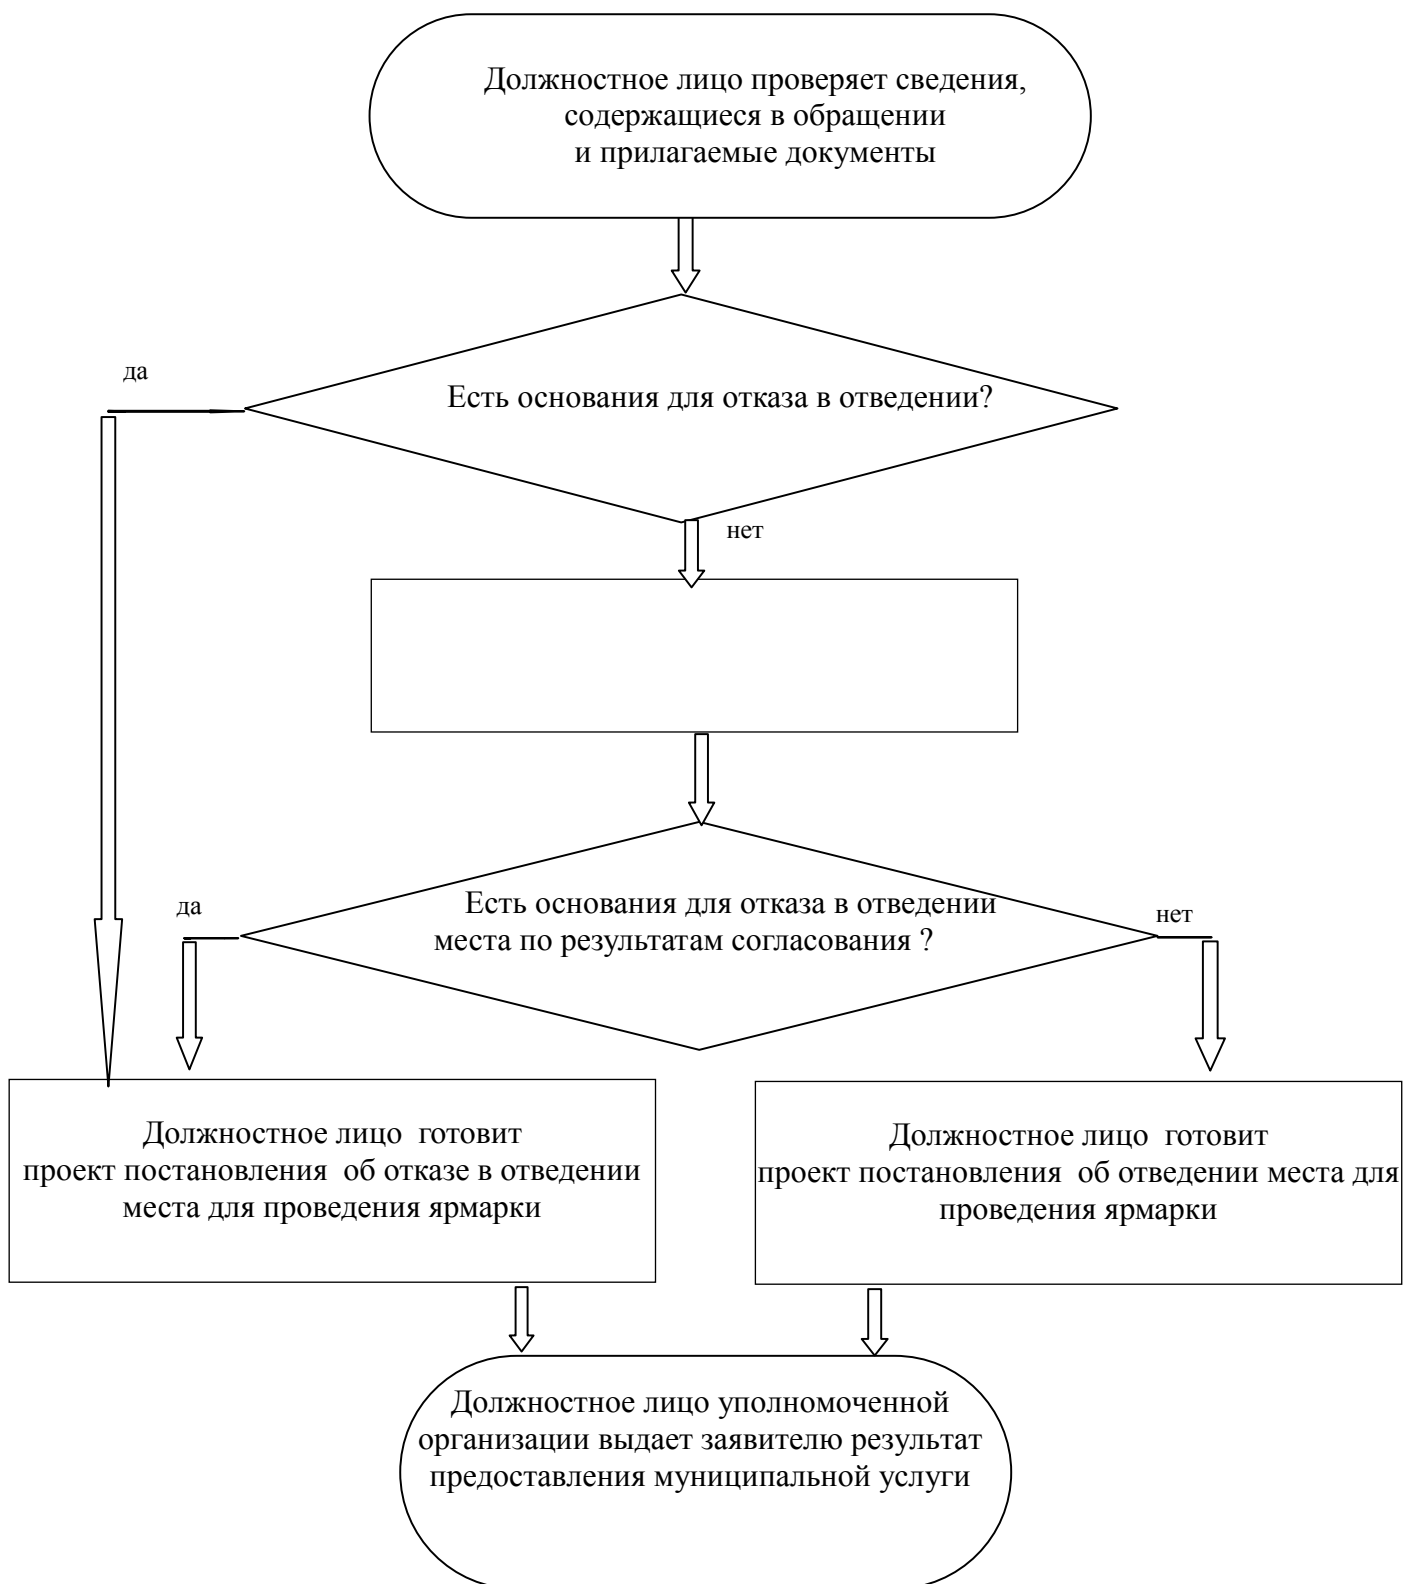 Должностное лицо проверяет сведения,
содержащиеся в обращении
и прилагаемые документы
да
Есть основания для отказа в отведении?
нет
да
Есть основания для отказа в отведении
места по результатам согласования ?
нет
Должностное лицо готовит
проект постановления об отказе в отведении
места для проведения ярмарки
Должностное лицо готовит
проект постановления об отведении места для
проведения ярмарки
Должностное лицо уполномоченной
организации выдает заявителю результат
предоставления муниципальной услуги